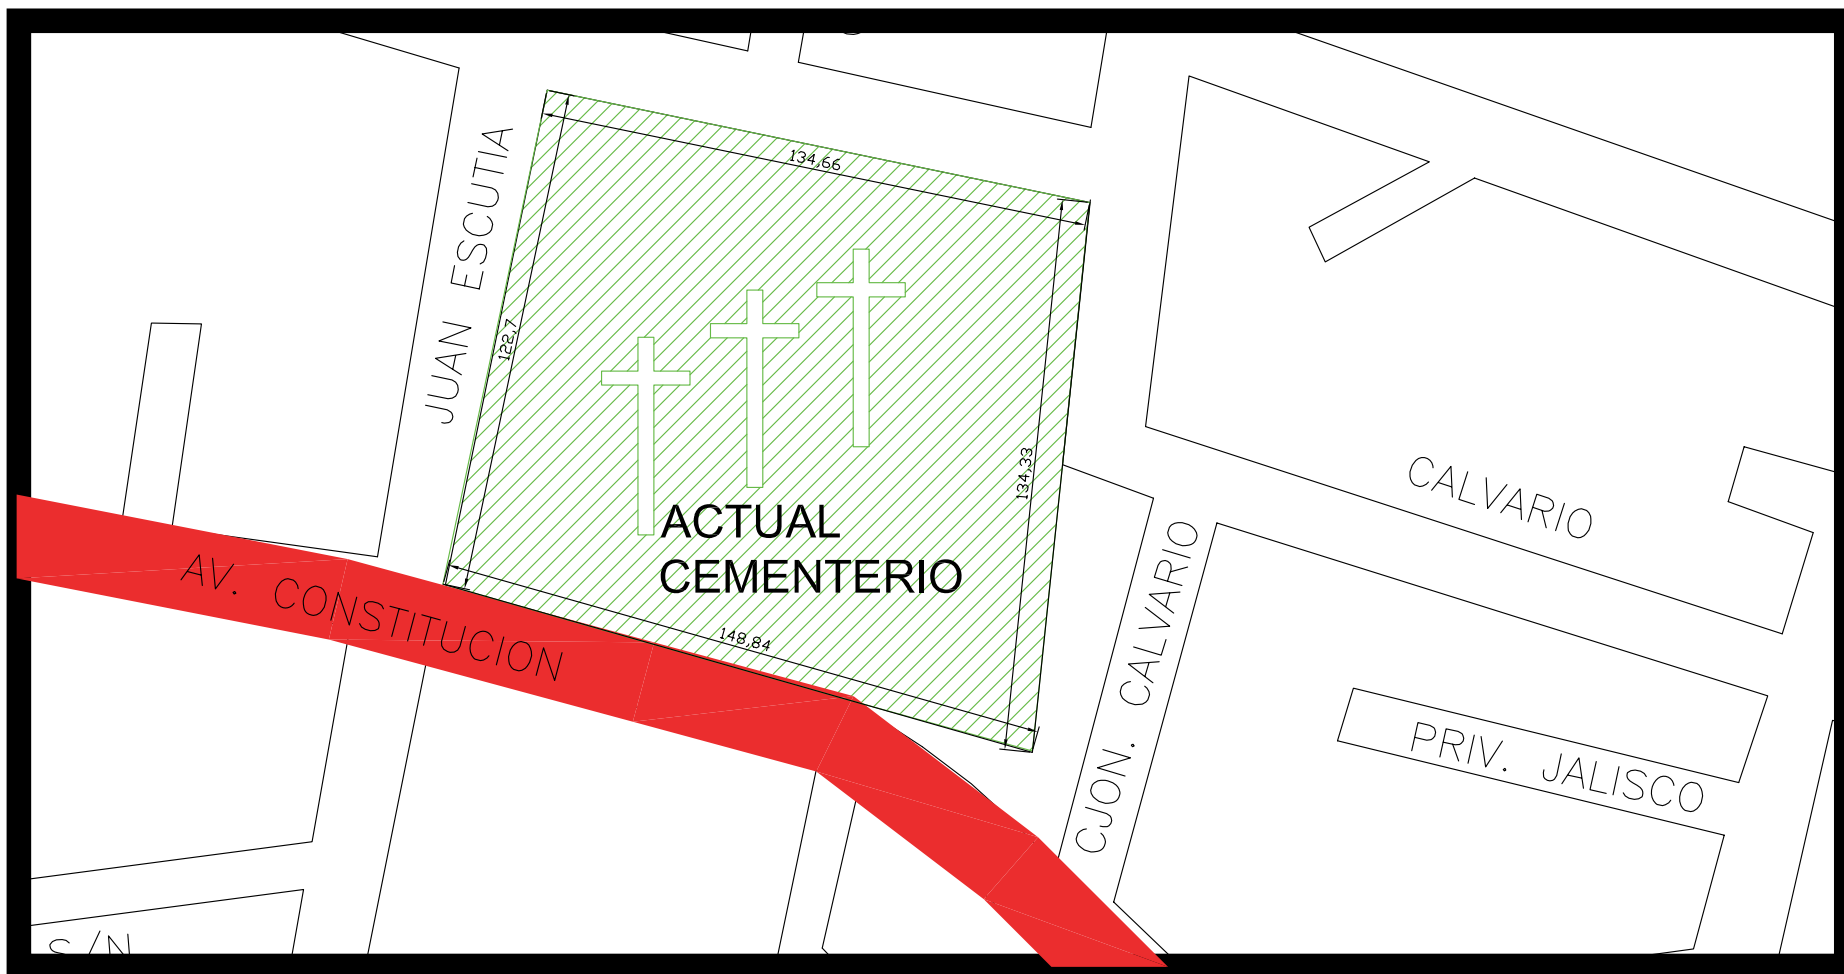 134,66
JUAN ESCUTIA
122,7
134,33
CALVARIO
ACTUAL
CEMENTERIO
AV. CONSTITUCION
148,84
CJON. CALVARIO
PRIV. JALISCO
S/N